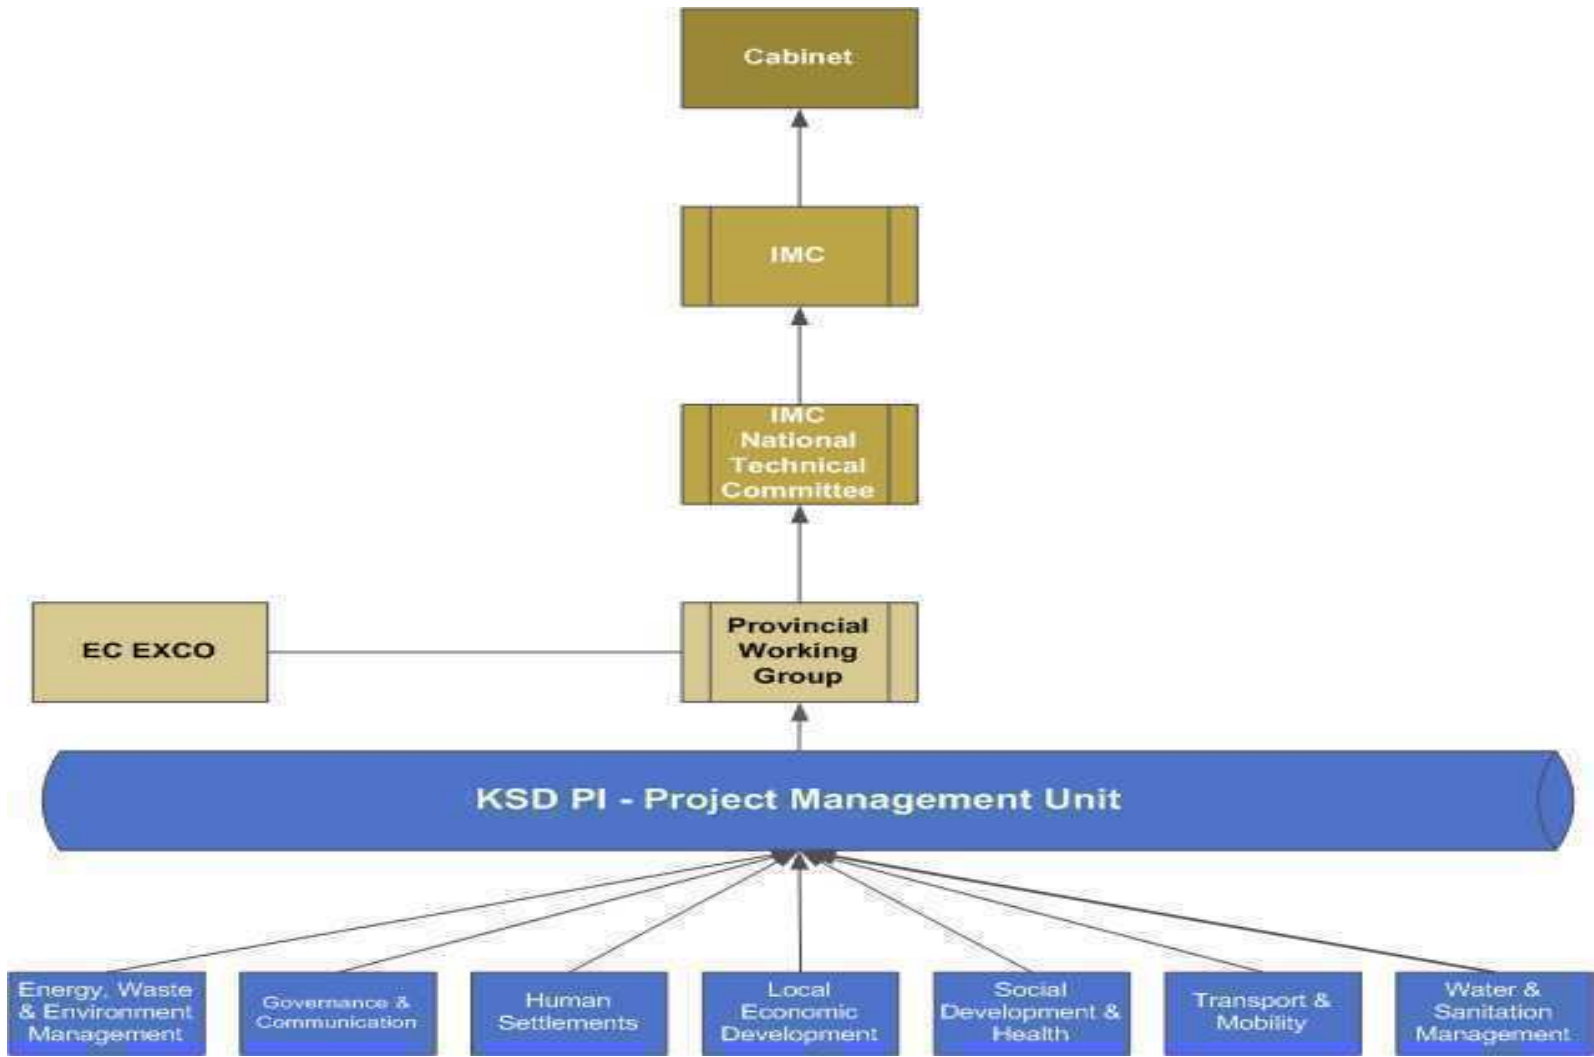 Cabinet
IMC
IMC
National
Technical
Committee
EC EXCO
Provincial
Working
Group
KSD PI - Project Management Unit
Energy, Waste
& Environment
Management
Governance &
Communication
Human
Settlements
Local
Economic
Development
Social
Development &
Health
Transport &
Mobility
Water &
Sanitation
Management